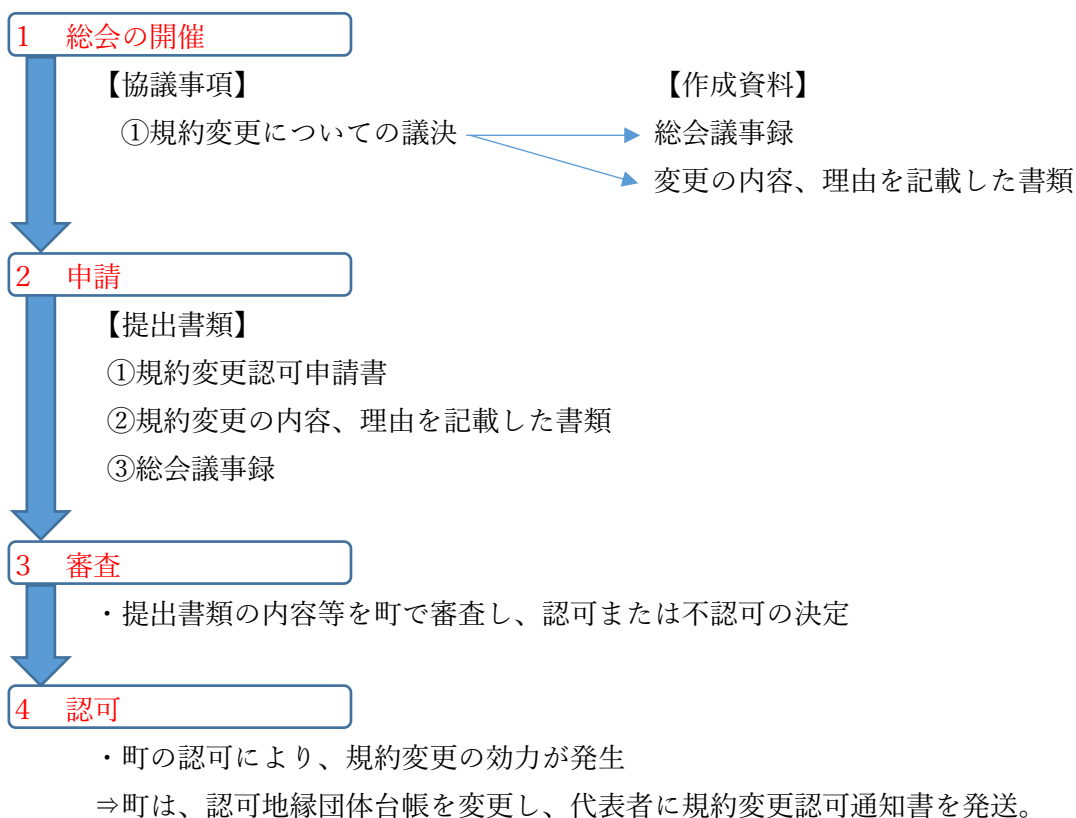 1 総会の開催
【協議事項】 【作成資料】
①規約変更についての議決 総会議事録
変更の内容、理由を記載した書類
2 申請
【提出書類】
①規約変更認可申請書
②規約変更の内容、理由を記載した書類
③総会議事録
3 審査
・提出書類の内容等を町で審査し、認可または不認可の決定
4 認可
・町の認可により、規約変更の効力が発生
⇒町は、認可地縁団体台帳を変更し、代表者に規約変更認可通知書を発送。